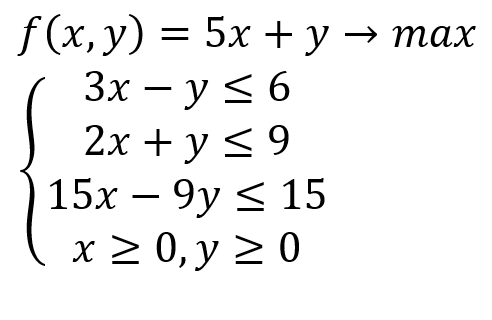 f(x, y) = 5x + y → max
3x − y ≤ 6
2x + y ≤ 9
15x − 9y ≤ 15
x ≥ 0, y ≥ 0